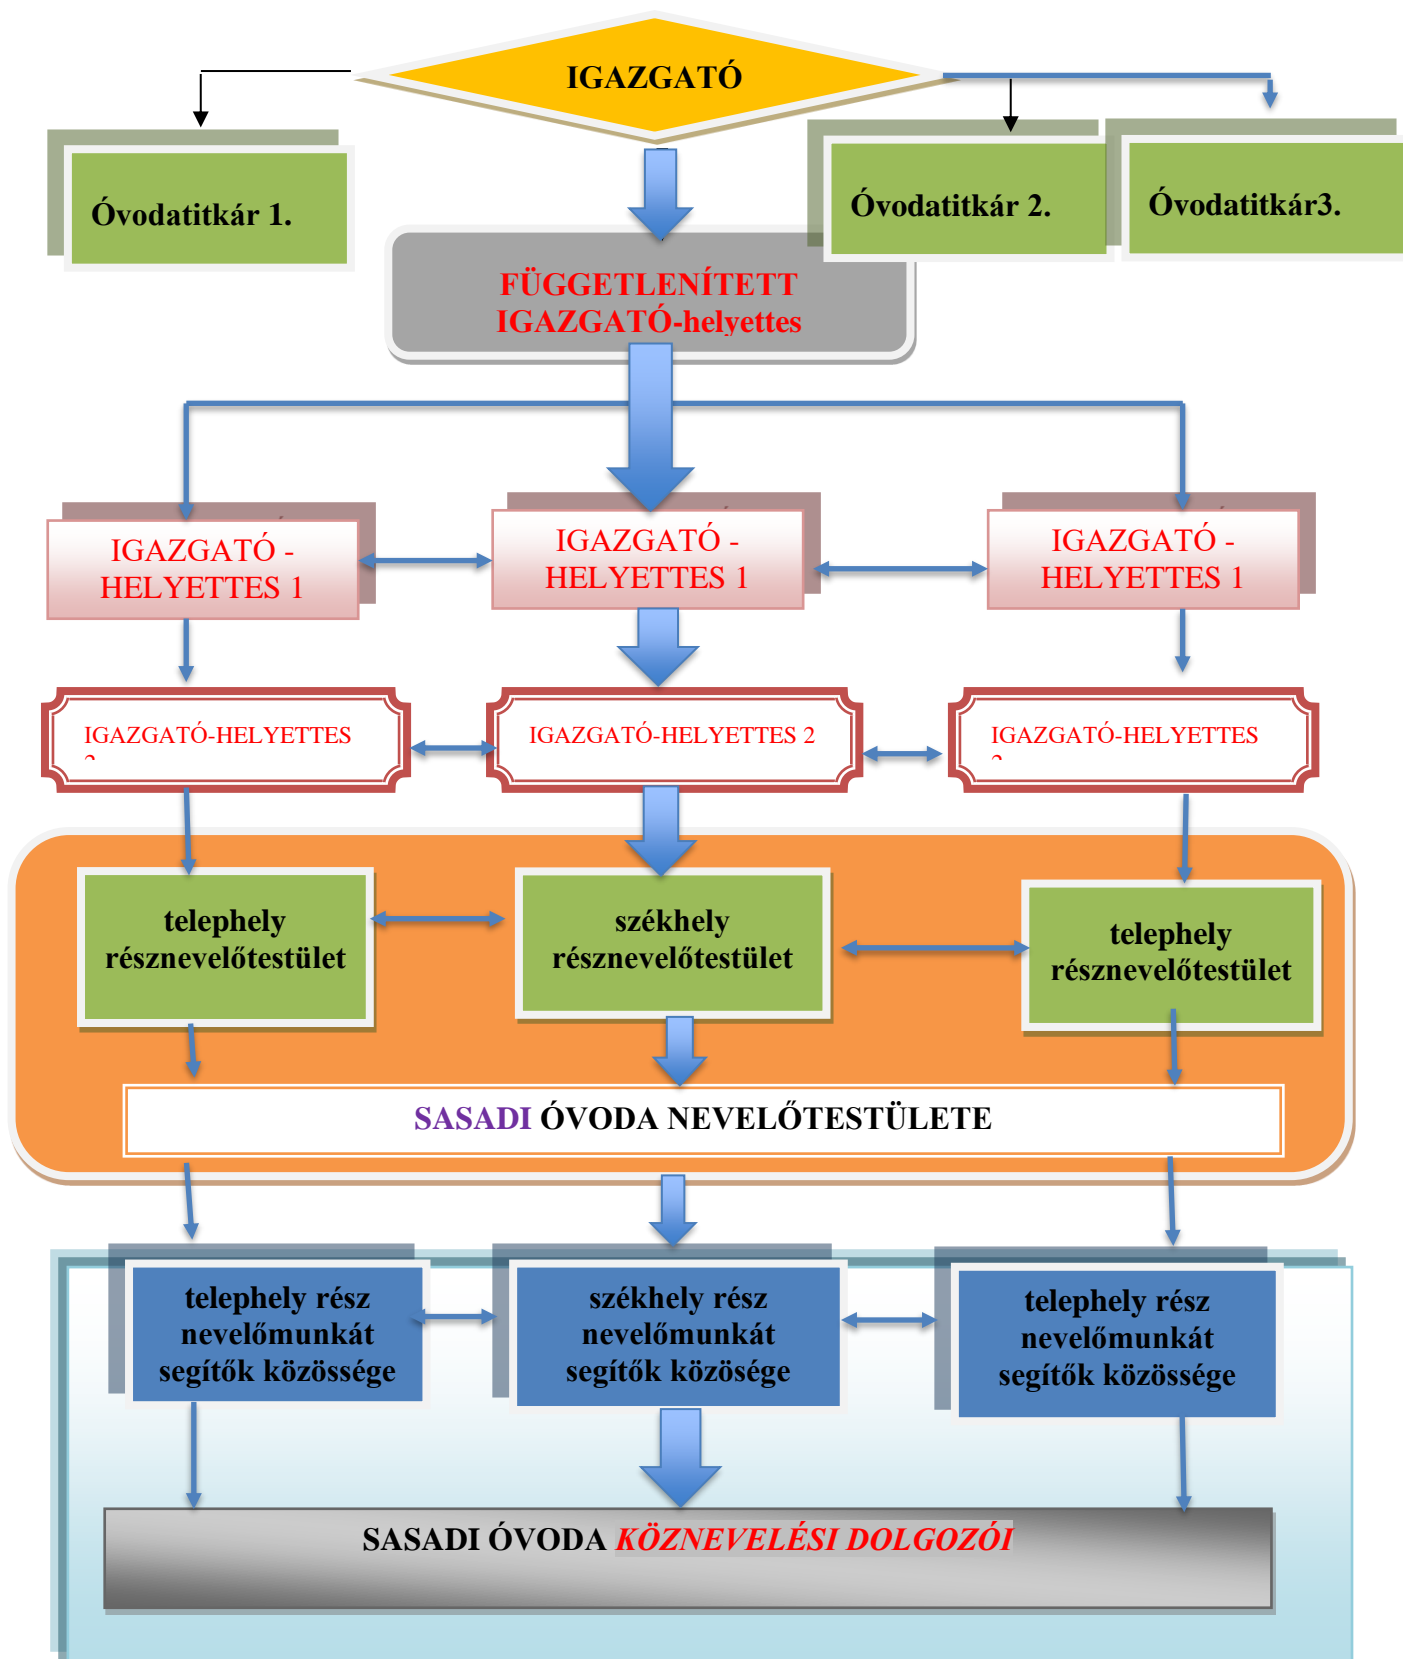 IGAZGATÓ
Óvodatitkár 1.
Óvodatitkár 2.
Óvodatitkár3.
FÜGGETLENÍTETT
IGAZGATÓ-helyettes
IGAZGATÓ -
HELYETTES 1
IGAZGATÓ -
HELYETTES 1
IGAZGATÓ -
HELYETTES 1
IGAZGATÓ-HELYETTES
IGAZGATÓ-HELYETTES 2
IGAZGATÓ-HELYETTES
telephely
résznevelőtestület
székhely
résznevelőtestület
telephely
résznevelőtestület
SASADI ÓVODA NEVELŐTESTÜLETE
telephely rész
nevelőmunkát
segítők közössége
székhely rész
nevelőmunkát
segítők közösége
telephely rész
nevelőmunkát
segítők közössége
SASADI ÓVODA KÖZNEVELÉSI DOLGOZÓI